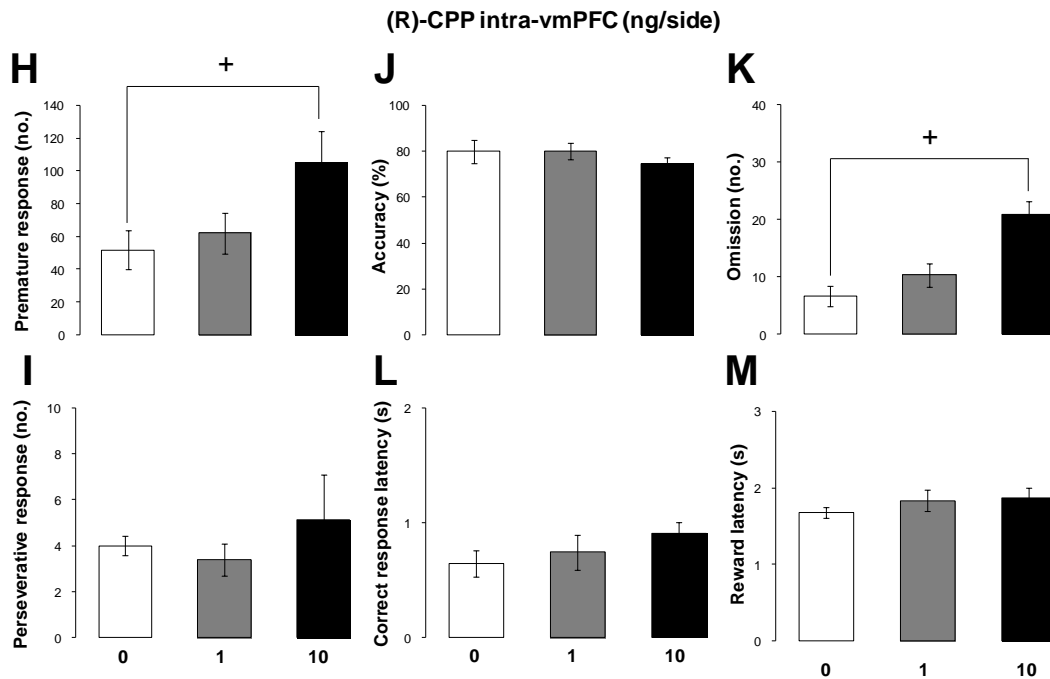 (R)-CPP intra-vmPFC (ng/side)
H
+
Premature response (no.)
140
120
100
80
60
40
20
0
J
Accuracy (%)
100
80
60
40
20
0
K
+
Omission (no.)
40
30
20
10
0
I
Perseverative response (no.)
10
8
6
4
2
0
0 1 10
L
Correct response latency (s)
2
1
0
0 1 10
M
Reward latency (s)
3
2
1
0
0 1 10